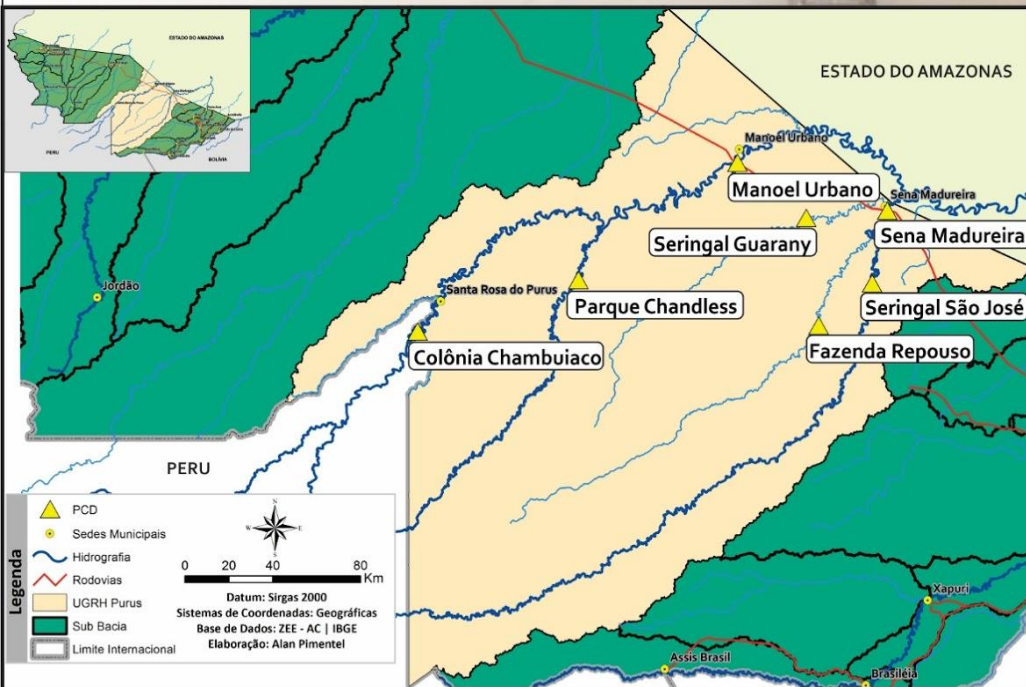 ESTADO DO AMAZONAS
PERU
BOLÍVIA
ESTADO DO AMAZONAS
Manoel Urbano
Manoel Urbano
Sena Madureira
Sena Madureira
Seringal Guarany
Jordão
Santa Rosa do Purus
Parque Chandless
Seringal São José
Colônia Chambuiaco
Fazenda Repouso
PERU
Legenda
PCD
Sedes Municipais
Hidrografia
Rodovias
UGRH Purus
Sub Bacia
Limite Internacional
N
W E
S
0 20 40 80
Km
Datum: Sirgas 2000
Sistemas de Coordenadas: Geográficas
Base de Dados: ZEE - AC | IBGE
Elaboração: Alan Pimentel
Xapuri
Assis Brasil
Brasiléia